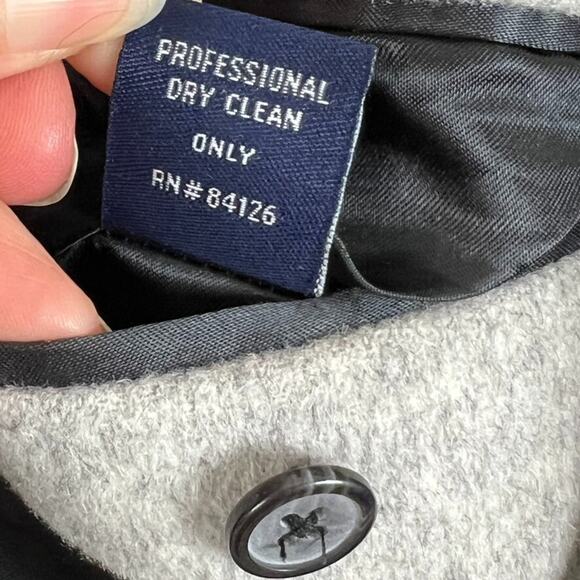 PROFESSIONAL
DRY CLEAN
ONLY
RN# 84126